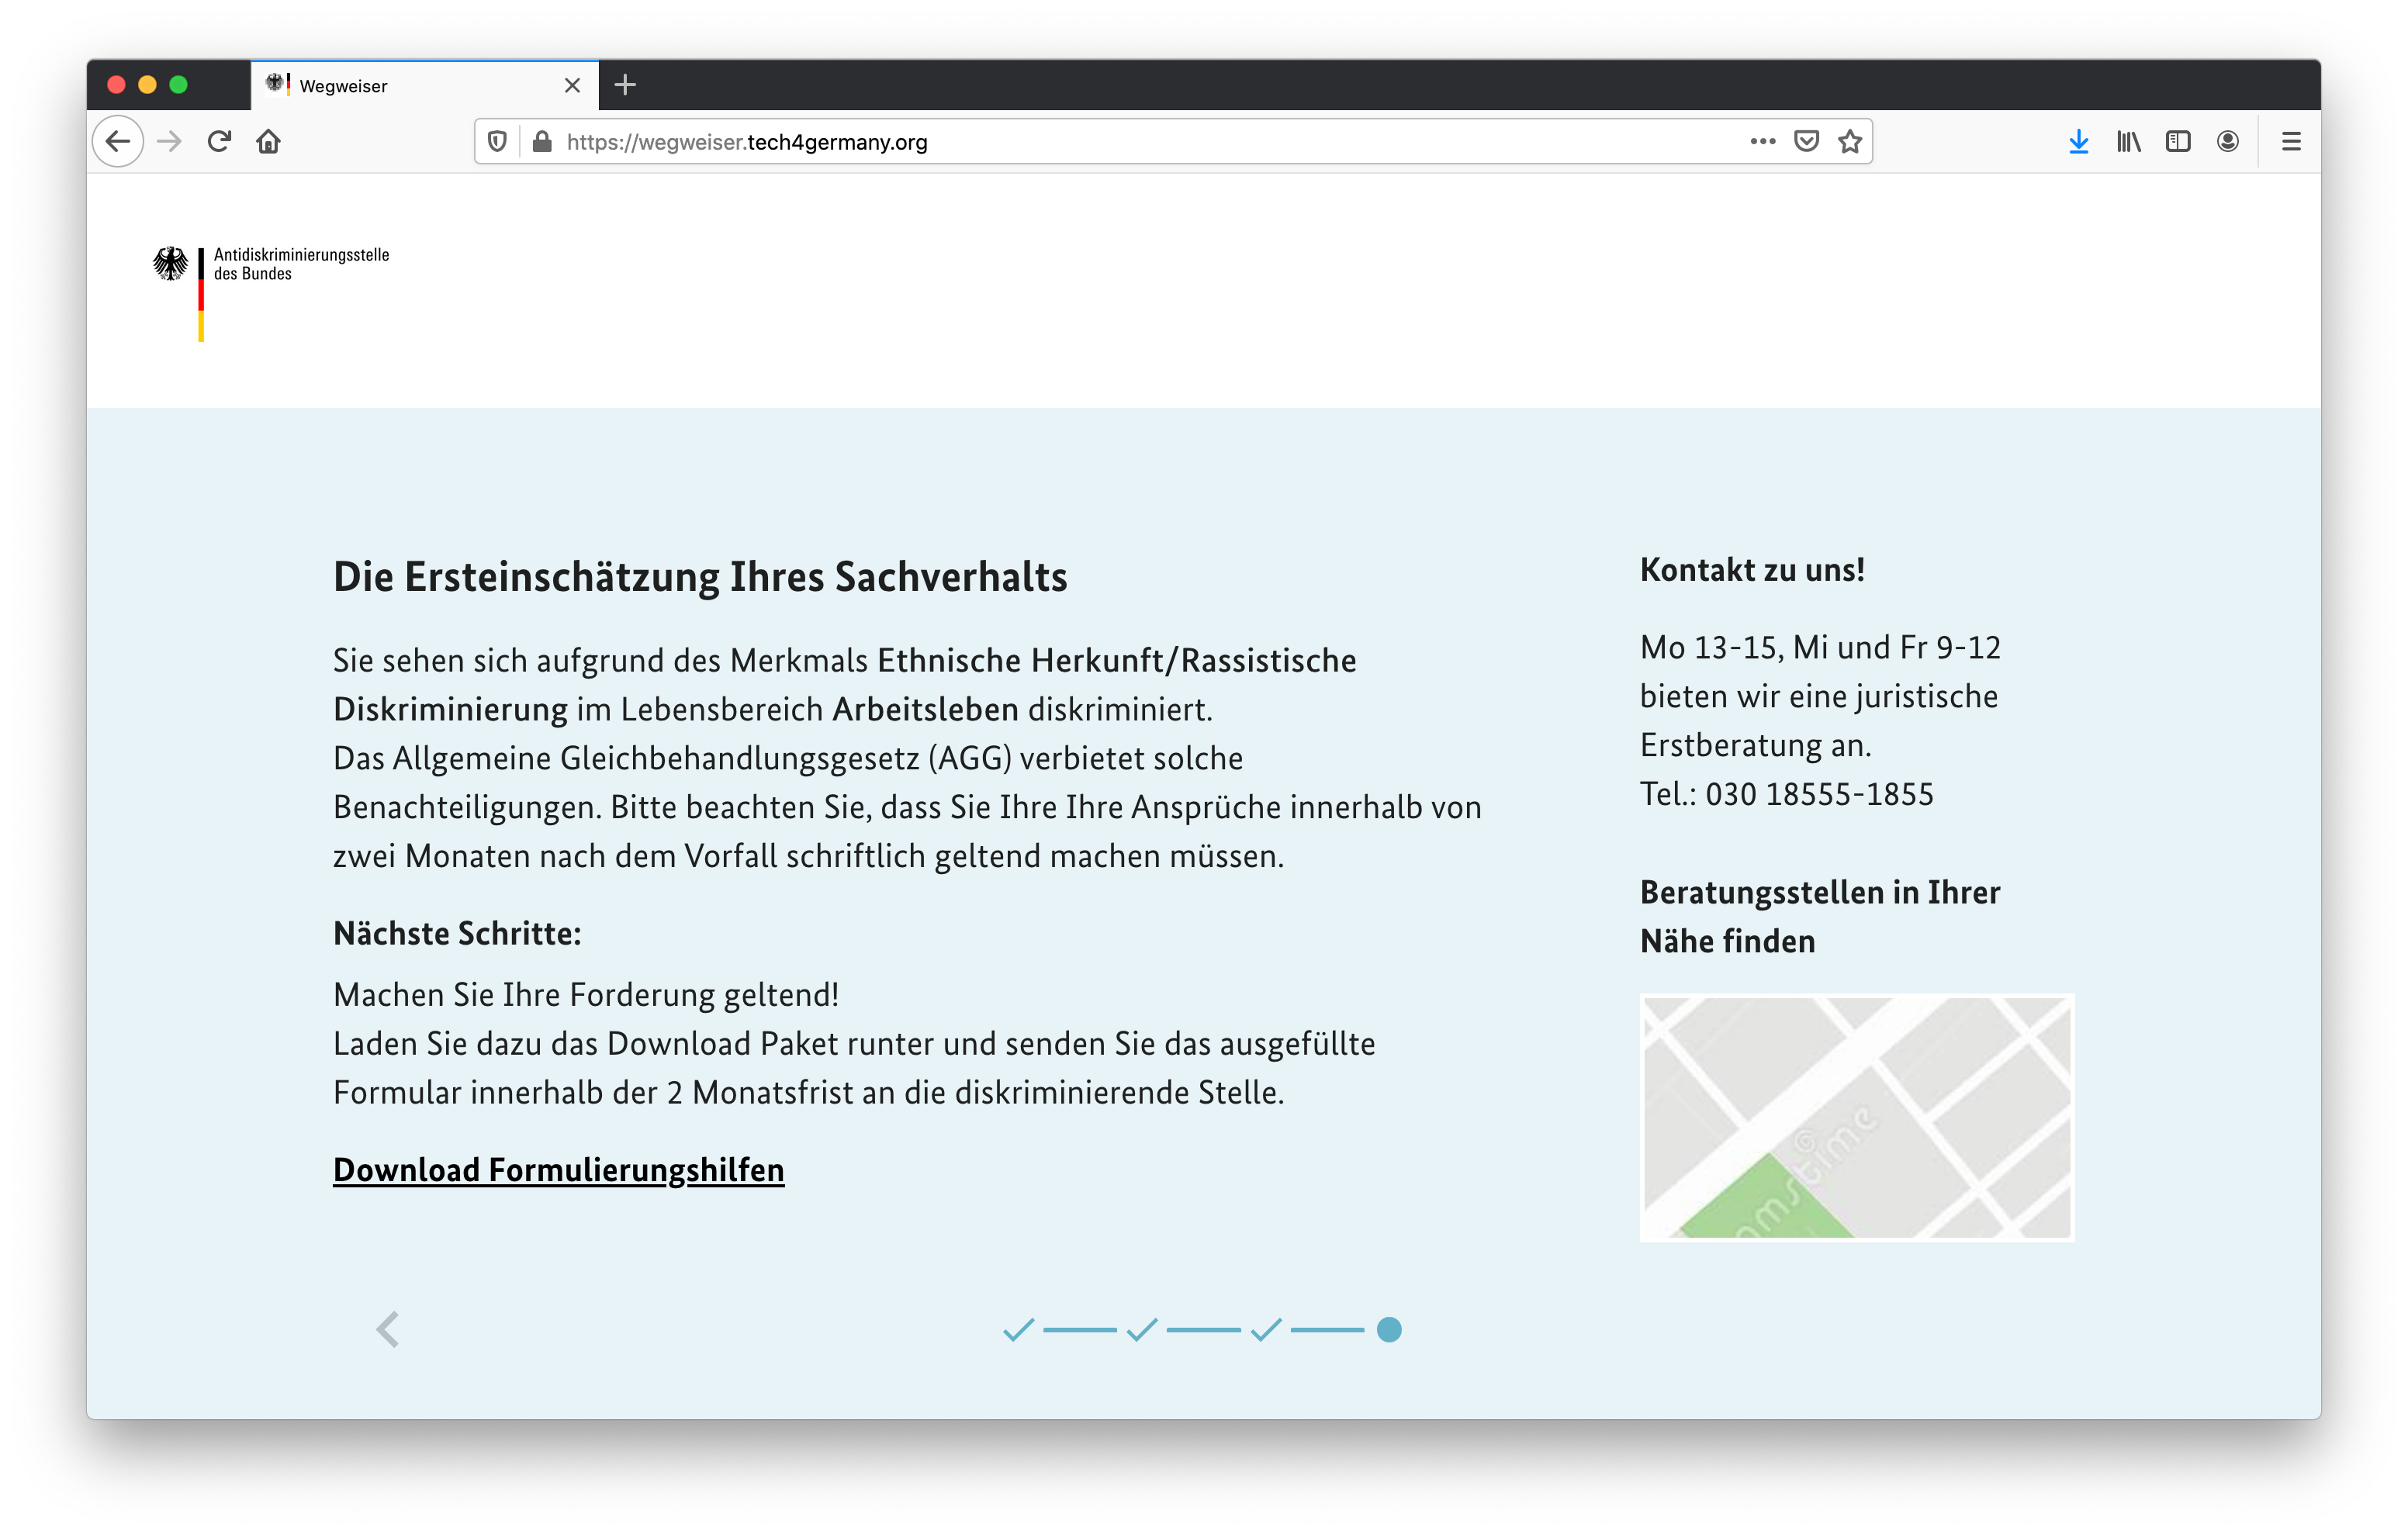 Wegweiser
https://wegweiser.tech4germany.org
Antidiskriminierungsstelle
des Bundes
Die Ersteinschätzung Ihres Sachverhalts
Sie sehen sich aufgrund des Merkmals Ethnische Herkunft/Rassistische
Diskriminierung im Lebensbereich Arbeitsleben diskriminiert.
Das Allgemeine Gleichbehandlungsgesetz (AGG) verbietet solche
Benachteiligungen. Bitte beachten Sie, dass Sie Ihre Ihre Ansprüche innerhalb von
zwei Monaten nach dem Vorfall schriftlich geltend machen müssen.
Nächste Schritte:
Machen Sie Ihre Forderung geltend!
Laden Sie dazu das Download Paket runter und senden Sie das ausgefüllte
Formular innerhalb der 2 Monatsfrist an die diskriminierende Stelle.
Download Formulierungshilfen
Kontakt zu uns!
Mo 13-15, Mi und Fr 9-12
bieten wir eine juristische
Erstberatung an.
Tel.: 030 18555-1855
Beratungsstellen in Ihrer
Nähe finden